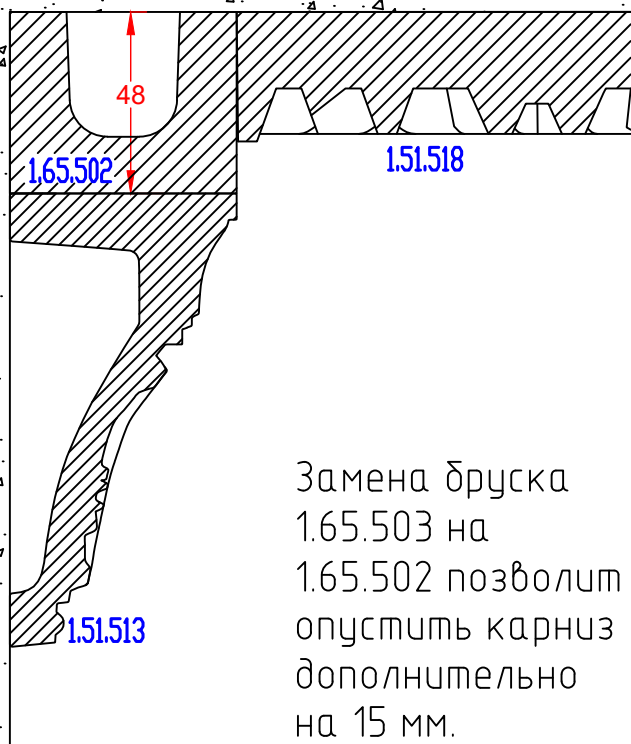 48
1.65.502
1.51.518
Замена бруска
1.65.503 на
1.65.502 позволит
опустить карниз
дополнительно
на 15 мм.
1.51.513